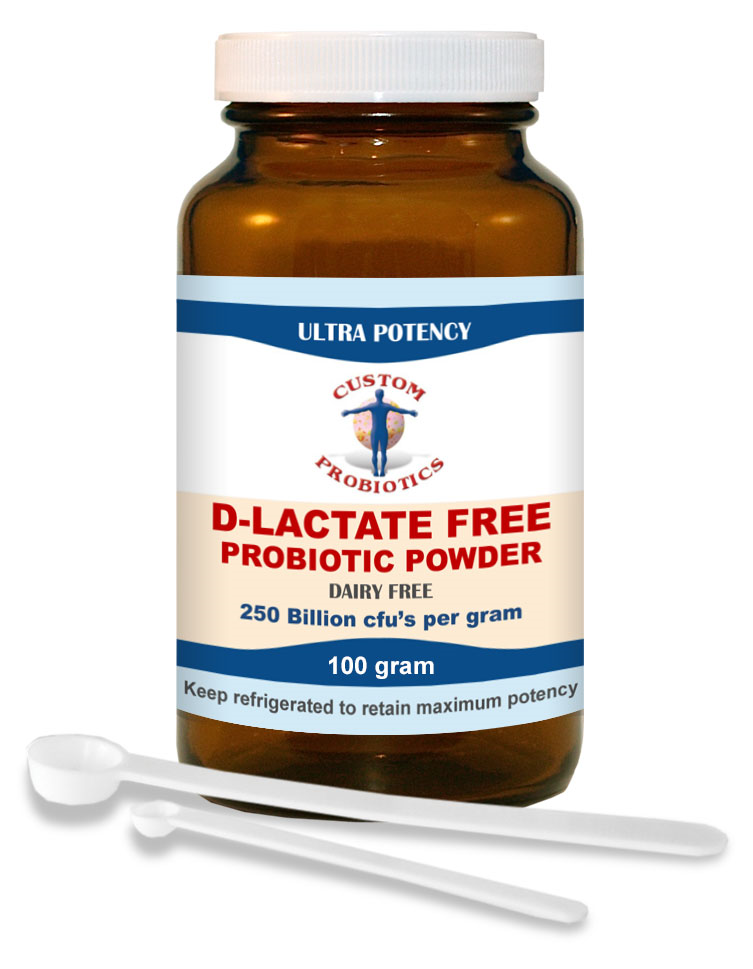 ULTRA POTENCY
CUSTOM
PROBIOTICS
D-LACTATE FREE
PROBIOTIC POWDER
DAIRY FREE
250 Billion cfu's per gram
100 gram
Keep refrigerated to retain maximum potency